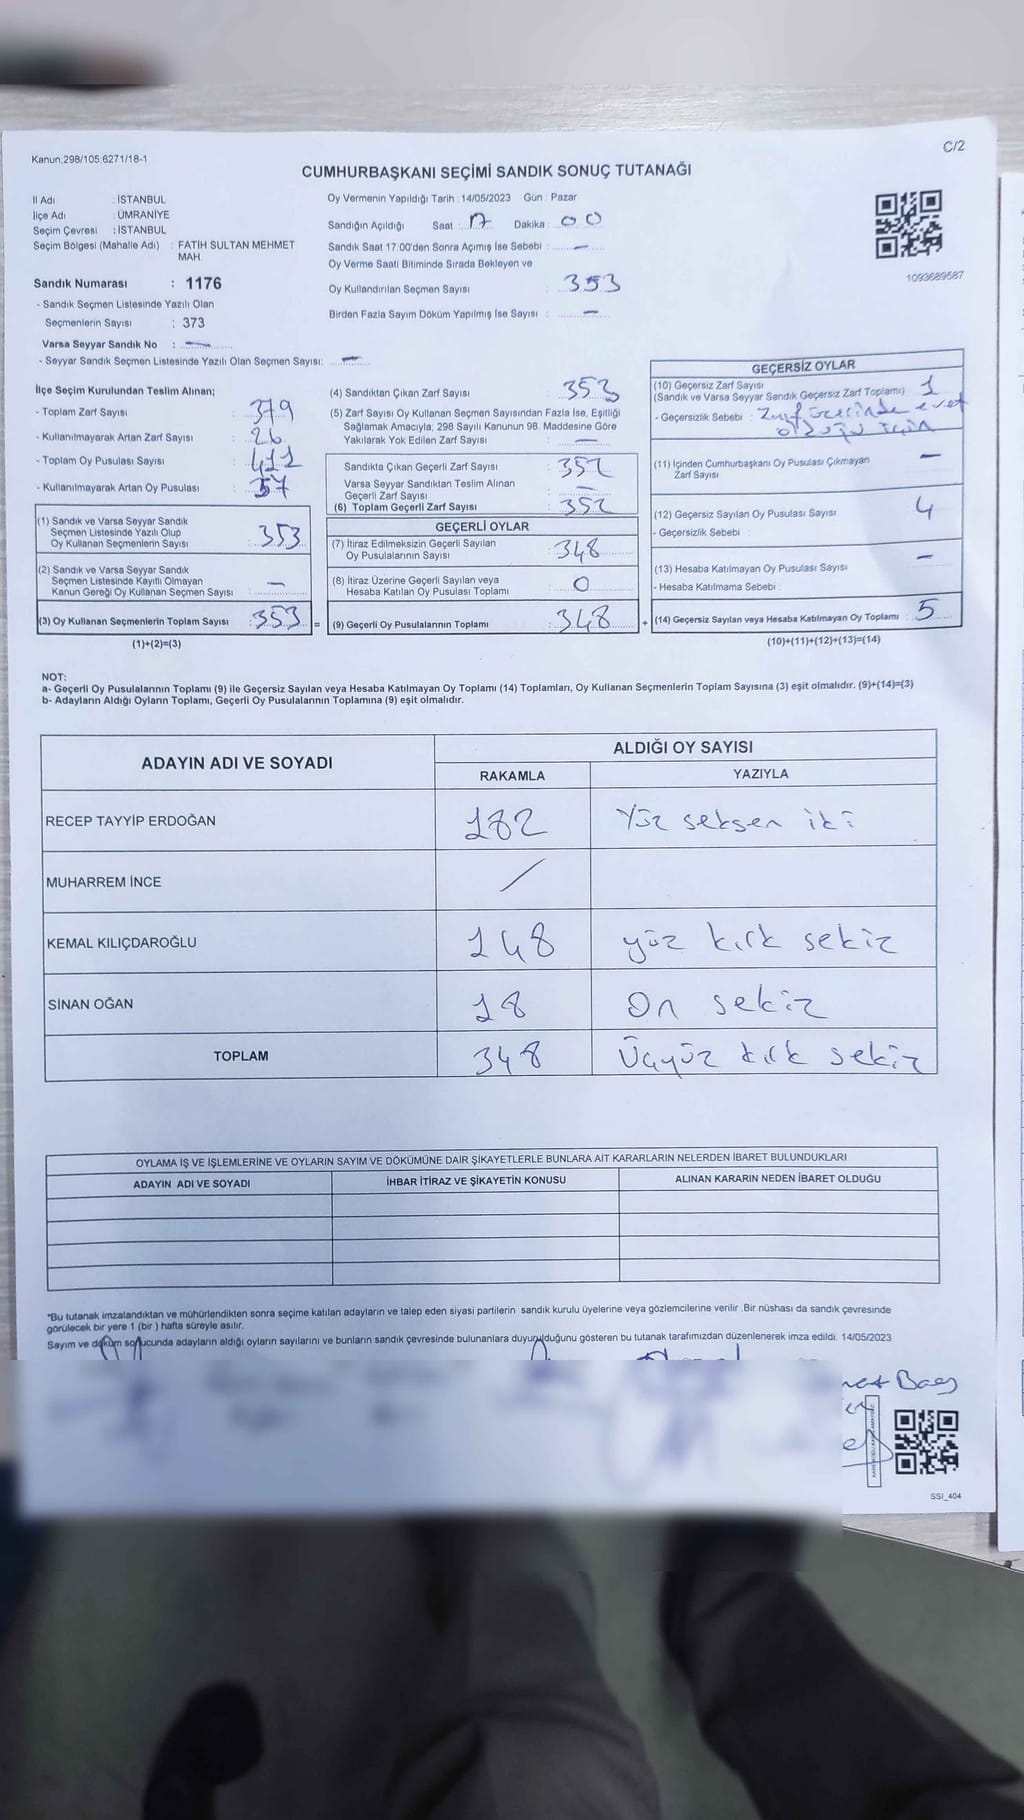 Kanun;298/105,6271/18-1
C/2
CUMHURBAŞKANI SEÇİMİ SANDIK SONUÇ TUTANAĞI
İl Adı : İSTANBUL
İlçe Adı : ÜMRANİYE
Seçim Çevresi : İSTANBUL
Seçim Bölgesi (Mahalle Adı) : FATİH SULTAN MEHMET
MAH.
Sandık Numarası : 1176
- Sandık Seçmen Listesinde Yazılı Olan
Seçmenlerin Sayısı : 373
Varsa Seyyar Sandık No : —
- Seyyar Sandık Seçmen Listesinde Yazılı Olan Seçmen Sayısı: —
Oy Vermenin Yapıldığı Tarih : 14/05/2023 Gün : Pazar
Sandığın Açıldığı Saat : 17 Dakika : 00
Sandık Saat 17:00'den Sonra Açımış İse Sebebi : —
Oy Verme Saati Bitiminde Sırada Bekleyen ve
Oy Kullandırılan Seçmen Sayısı : 353
Birden Fazla Sayım Döküm Yapılmış İse Sayısı : —
1093689587
İlçe Seçim Kurulundan Teslim Alınan;
- Toplam Zarf Sayısı : 379
- Kullanılmayarak Artan Zarf Sayısı : 26
- Toplam Oy Pusulası Sayısı : 411
- Kullanılmayarak Artan Oy Pusulası : 57
(1) Sandık ve Varsa Seyyar Sandık
Seçmen Listesinde Yazılı Olup
Oy Kullanan Seçmenlerin Sayısı : 353
(2) Sandık ve Varsa Seyyar Sandık
Seçmen Listesinde Kayıtlı Olmayan
Kanun Gereği Oy Kullanan Seçmen Sayısı : —
(3) Oy Kullanan Seçmenlerin Toplam Sayısı : 353 =
(1)+(2)=(3)
(4) Sandıktan Çıkan Zarf Sayısı : 353
(5) Zarf Sayısı Oy Kullanan Seçmen Sayısından Fazla İse, Eşitliği
Sağlamak Amacıyla; 298 Sayılı Kanunun 98. Maddesine Göre
Yakılarak Yok Edilen Zarf Sayısı : —
Sandıkta Çıkan Geçerli Zarf Sayısı : 352
Varsa Seyyar Sandıktan Teslim Alınan
Geçerli Zarf Sayısı : —
(6) Toplam Geçerli Zarf Sayısı : 352
GEÇERLİ OYLAR
(7) İtiraz Edilmeksizin Geçerli Sayılan
Oy Pusulalarının Sayısı : 348
(8) İtiraz Üzerine Geçerli Sayılan veya
Hesaba Katılan Oy Pusulası Toplamı : 0
(9) Geçerli Oy Pusulalarının Toplamı : 348 +
GEÇERSİZ OYLAR
(10) Geçersiz Zarf Sayısı
(Sandık ve Varsa Seyyar Sandık Geçersiz Zarf Toplamı) : 1
- Geçersizlik Sebebi : Zarf üzerinde evet
olduğu için
(11) İçinden Cumhurbaşkanı Oy Pusulası Çıkmayan
Zarf Sayısı —
(12) Geçersiz Sayılan Oy Pusulası Sayısı : 4
- Geçersizlik Sebebi :
(13) Hesaba Katılmayan Oy Pusulası Sayısı : —
- Hesaba Katılmama Sebebi :
(14) Geçersiz Sayılan veya Hesaba Katılmayan Oy Toplamı : 5
(10)+(11)+(12)+(13)=(14)
NOT:
a- Geçerli Oy Pusulalarının Toplamı (9) ile Geçersiz Sayılan veya Hesaba Katılmayan Oy Toplamı (14) Toplamları, Oy Kullanan Seçmenlerin Toplam Sayısına (3) eşit olmalıdır. (9)+(14)=(3)
b- Adayların Aldığı Oyların Toplamı, Geçerli Oy Pusulalarının Toplamına (9) eşit olmalıdır.
ADAYIN ADI VE SOYADI ALDIĞI OY SAYISI
RAKAMLA YAZIYLA
RECEP TAYYİP ERDOĞAN 182 Yüz seksen iki
MUHARREM İNCE /
KEMAL KILIÇDAROĞLU 148 yüz kırk sekiz
SİNAN OĞAN 18 On sekiz
TOPLAM 348 Üçyüz kırk sekiz
OYLAMA İŞ VE İŞLEMLERİNE VE OYLARIN SAYIM VE DÖKÜMÜNE DAİR ŞİKAYETLERLE BUNLARA AİT KARARLARIN NELERDEN İBARET BULUNDUKLARI
ADAYIN ADI VE SOYADI İHBAR İTİRAZ VE ŞİKAYETİN KONUSU ALINAN KARARIN NEDEN İBARET OLDUĞU
*Bu tutanak imzalandıktan ve mühürlendikten sonra seçime katılan adayların ve talep eden siyasi partilerin sandık kurulu üyelerine veya gözlemcilerine verilir .Bir nüshası da sandık çevresinde
görülecek bir yere 1 (bir ) hafta süreyle asılır.
Sayım ve döküm sonucunda adayların aldığı oyların sayılarını ve bunların sandık çevresinde bulunanlara duyurulduğunu gösteren bu tutanak tarafımızdan düzenlenerek imza edildi. 14/05/2023
SSI_404